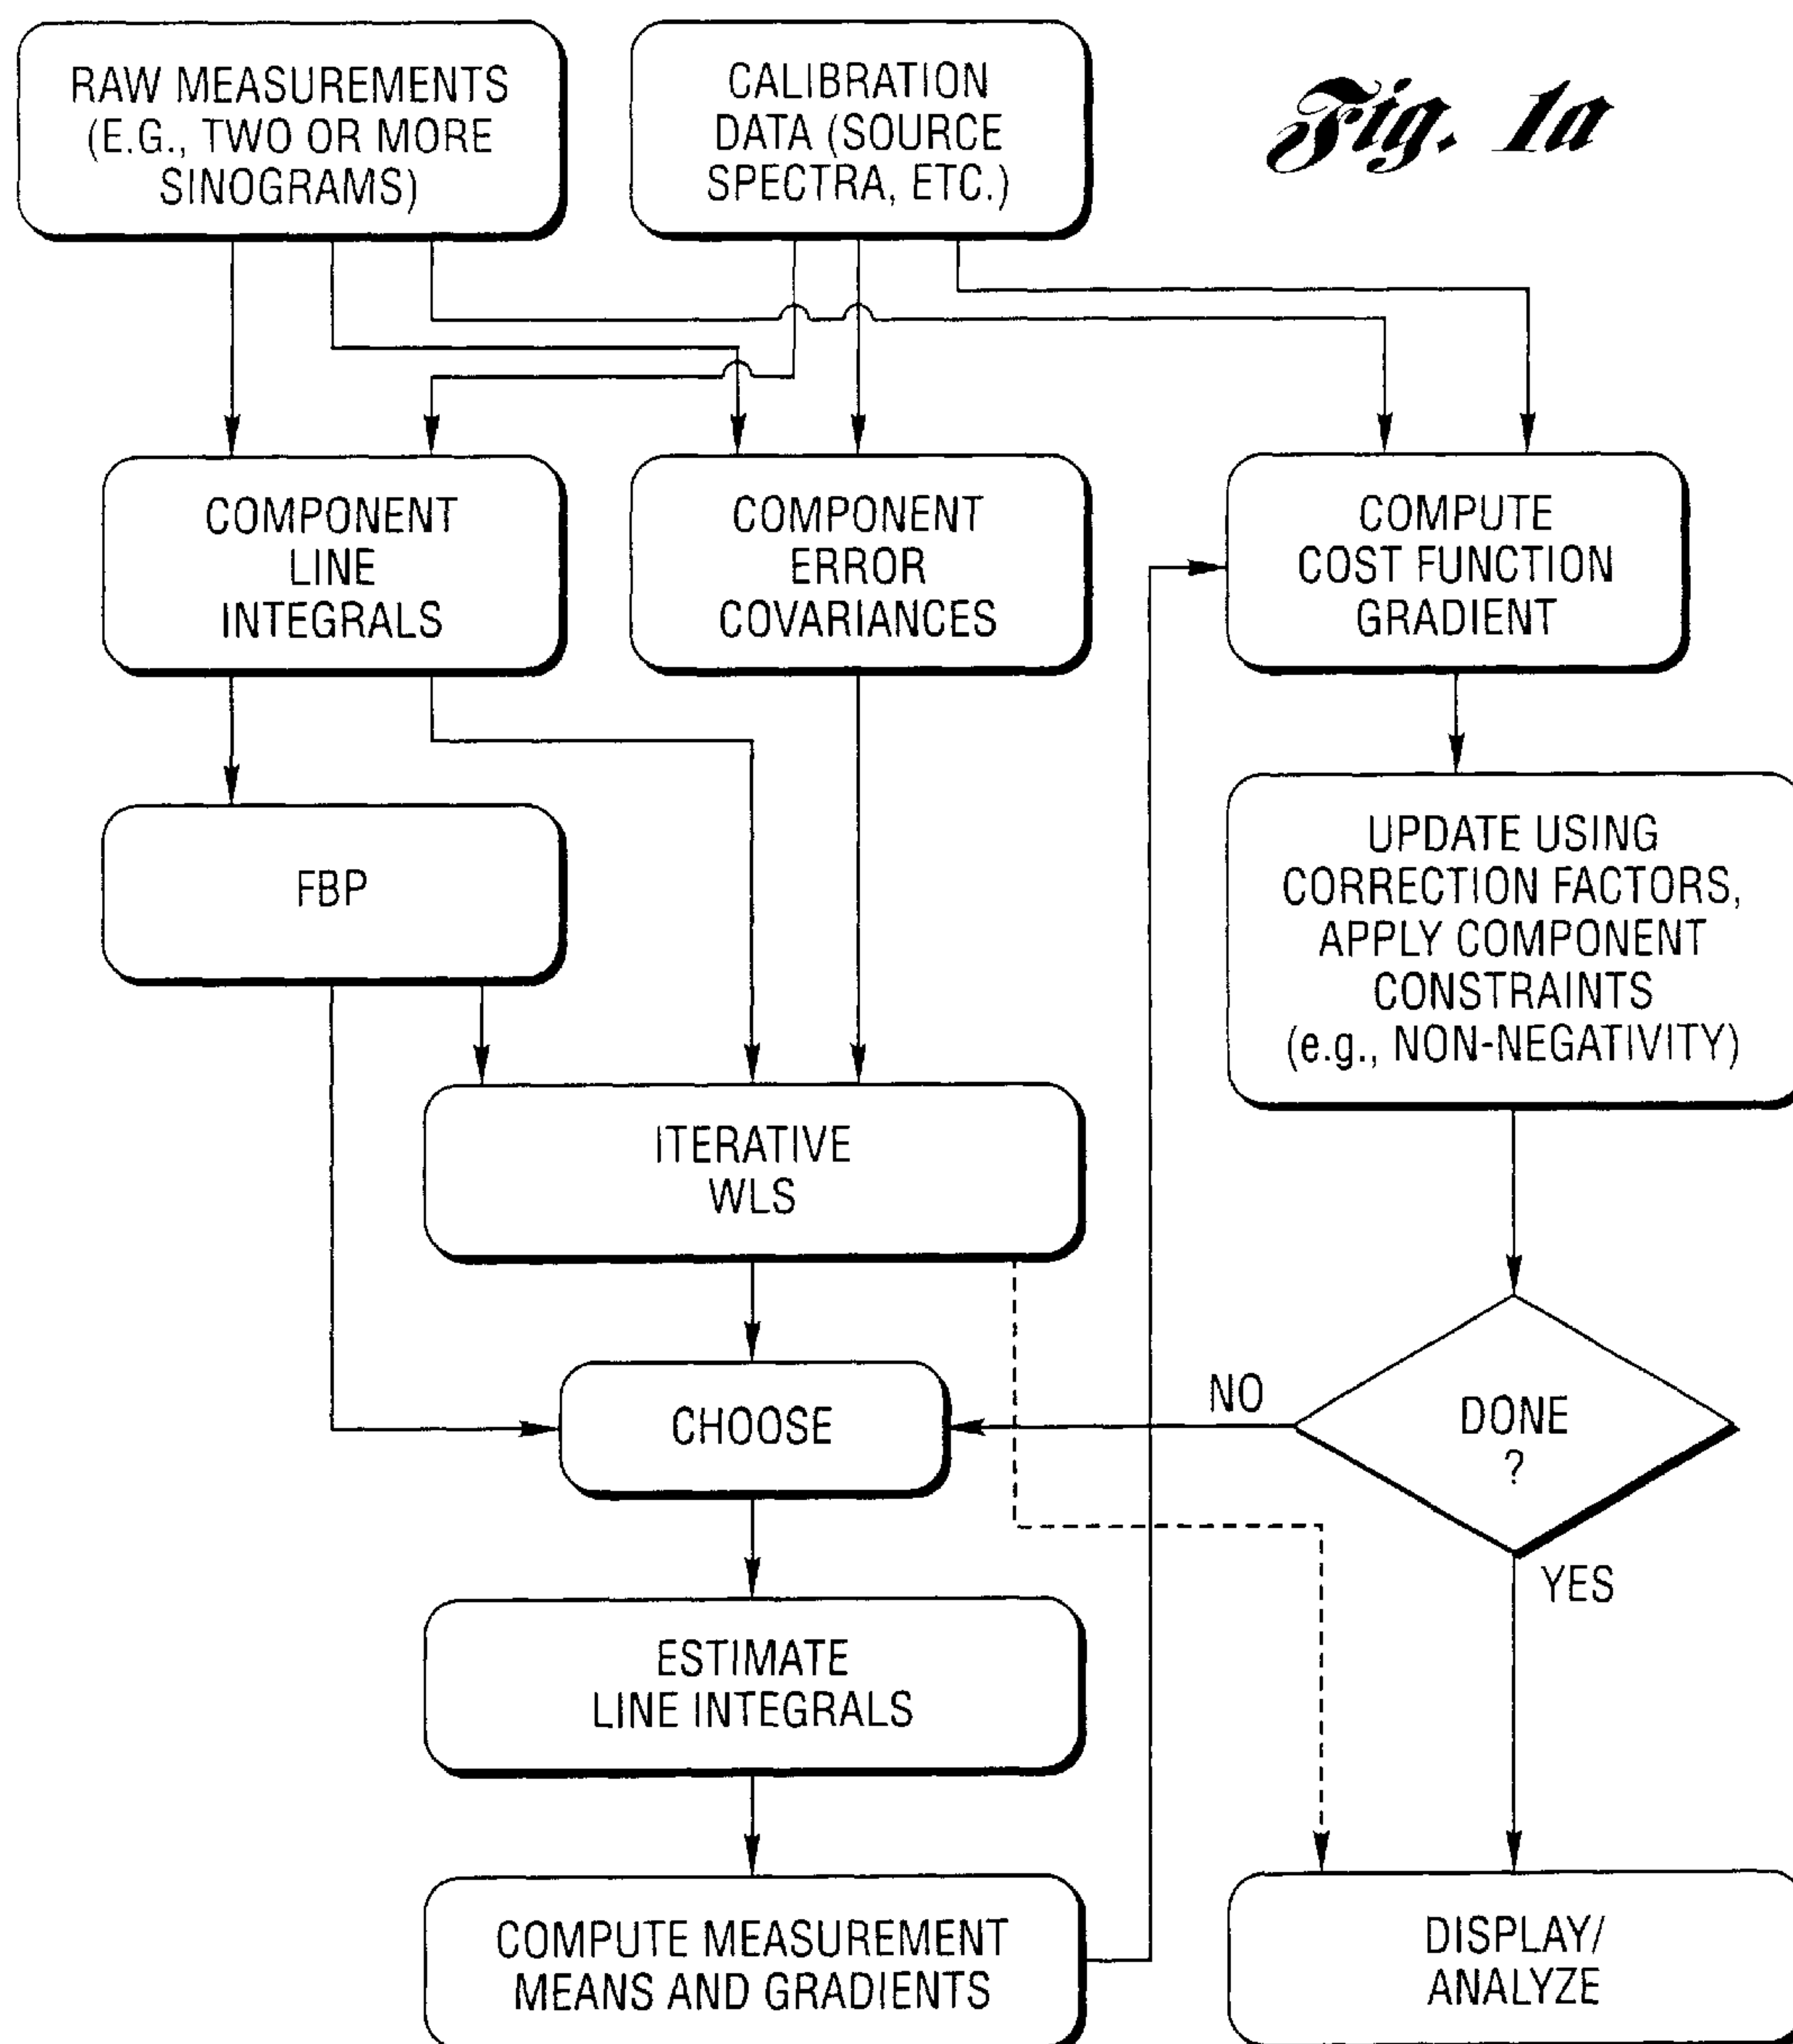 RAW MEASUREMENTS
(E.G., TWO OR MORE
SINOGRAMS)
CALIBRATION
DATA (SOURCE
SPECTRA, ETC.)
Fig. 1a
COMPONENT
LINE
INTEGRALS
COMPONENT
ERROR
COVARIANCES
COMPUTE
COST FUNCTION
GRADIENT
FBP
UPDATE USING
CORRECTION FACTORS,
APPLY COMPONENT
CONSTRAINTS
(e.g., NON-NEGATIVITY)
ITERATIVE
WLS
CHOOSE
NO
DONE
?
YES
ESTIMATE
LINE INTEGRALS
COMPUTE MEASUREMENT
MEANS AND GRADIENTS
DISPLAY/
ANALYZE